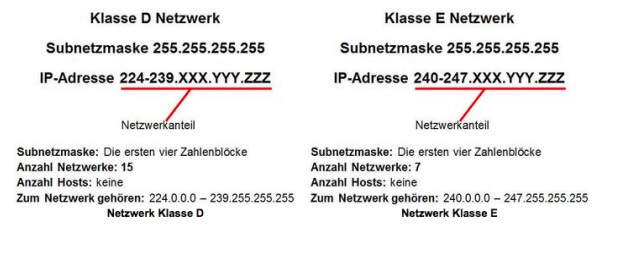 Klasse D Netzwerk
Subnetzmaske 255.255.255.255
IP-Adresse 224-239.XXX.YYY.ZZZ
Netzwerkanteil
Subnetzmaske: Die ersten vier Zahlenblöcke
Anzahl Netzwerke: 15
Anzahl Hosts: keine
Zum Netzwerk gehören: 224.0.0.0 – 239.255.255.255
Netzwerk Klasse D
Klasse E Netzwerk
Subnetzmaske 255.255.255.255
IP-Adresse 240-247.XXX.YYY.ZZZ
Netzwerkanteil
Subnetzmaske: Die ersten vier Zahlenblöcke
Anzahl Netzwerke: 7
Anzahl Hosts: keine
Zum Netzwerk gehören: 240.0.0.0 – 247.255.255.255
Netzwerk Klasse E